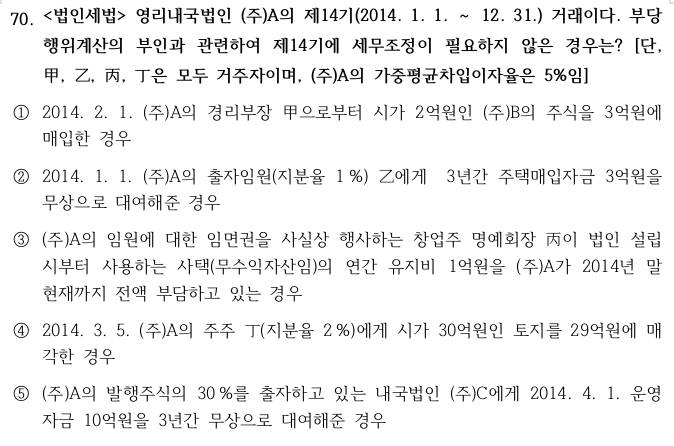 70. <법인세법> 영리내국법인 (주)A의 제14기(2014. 1. 1. ~ 12. 31.) 거래이다. 부당
행위계산의 부인과 관련하여 제14기에 세무조정이 필요하지 않은 경우는? [단,
甲, 乙, 丙, 丁은 모두 거주자이며, (주)A의 가중평균차입이자율은 5%임]
① 2014. 2. 1. (주)A의 경리부장 甲으로부터 시가 2억원인 (주)B의 주식을 3억원에
매입한 경우
② 2014. 1. 1. (주)A의 출자임원(지분율 1%) 乙에게 3년간 주택매입자금 3억원을
무상으로 대여해준 경우
③ (주)A의 임원에 대한 임면권을 사실상 행사하는 창업주 명예회장 丙이 법인 설립
시부터 사용하는 사택(무수익자산임)의 연간 유지비 1억원을 (주)A가 2014년 말
현재까지 전액 부담하고 있는 경우
④ 2014. 3. 5. (주)A의 주주 丁(지분율 2%)에게 시가 30억원인 토지를 29억원에 매
각한 경우
⑤ (주)A의 발행주식의 30%를 출자하고 있는 내국법인 (주)C에게 2014. 4. 1. 운영
자금 10억원을 3년간 무상으로 대여해준 경우